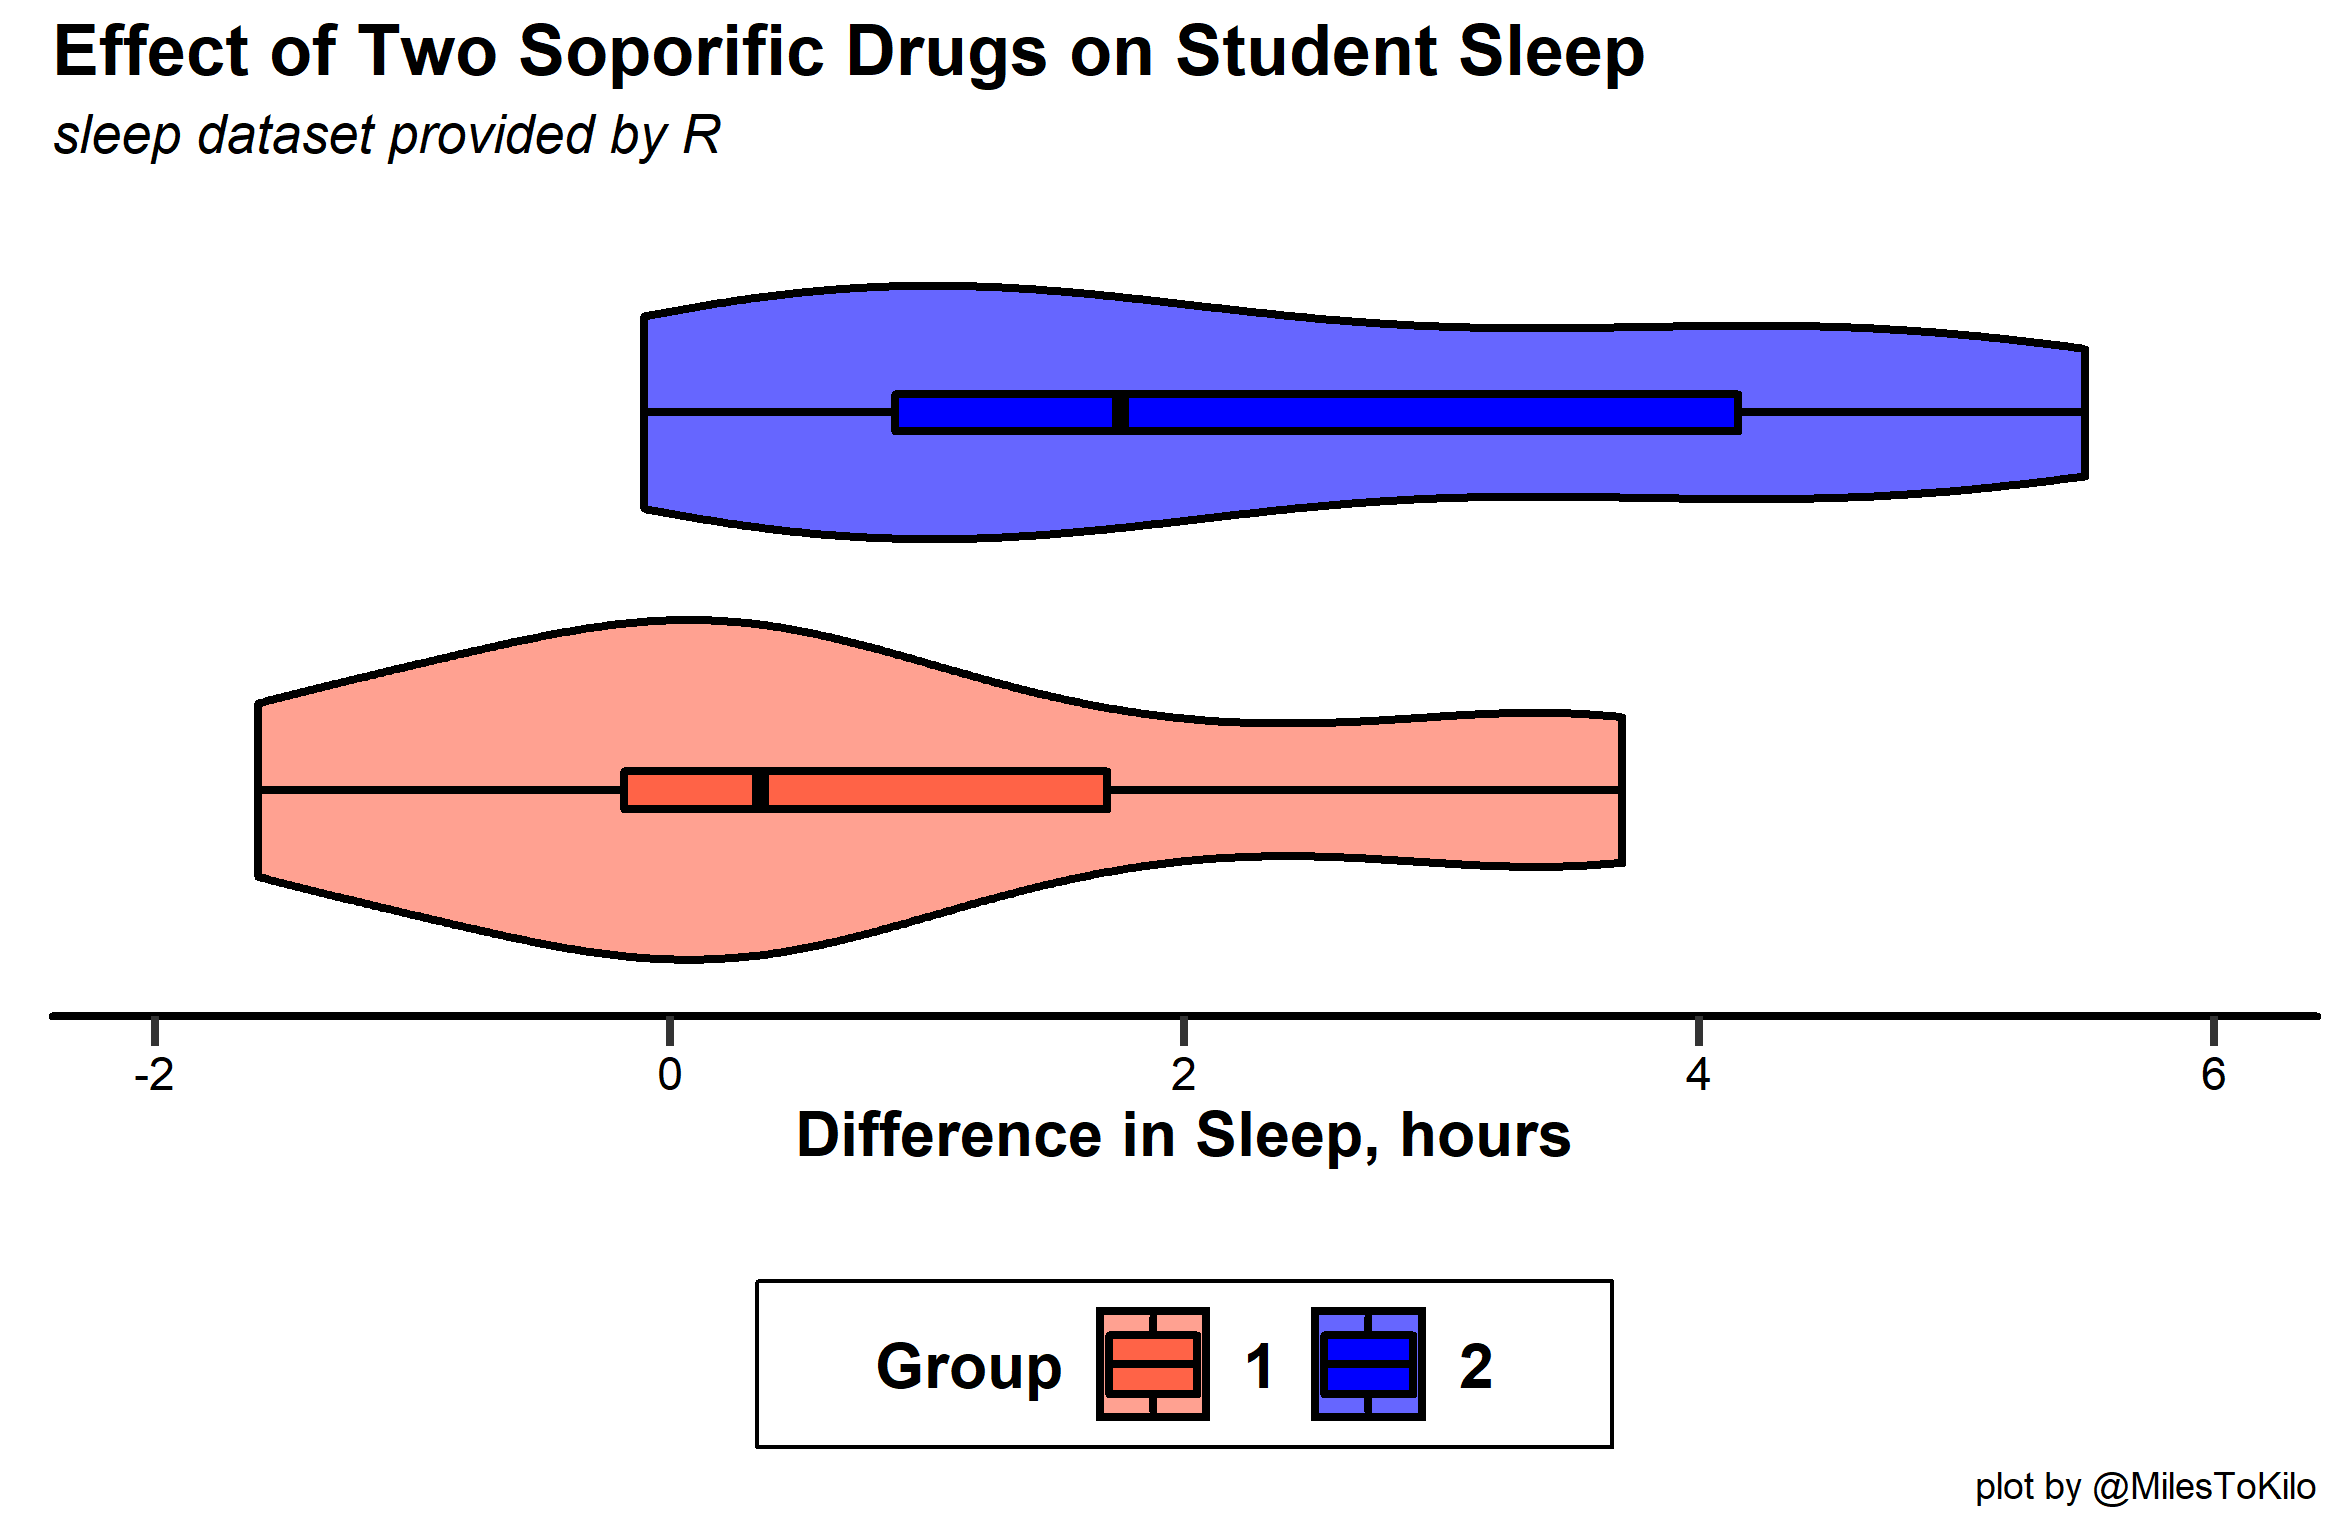 Effect of Two Soporific Drugs on Student Sleep
sleep dataset provided by R
-2 0 2 4 6
Difference in Sleep, hours
Group 1 2
plot by @MilesToKilo